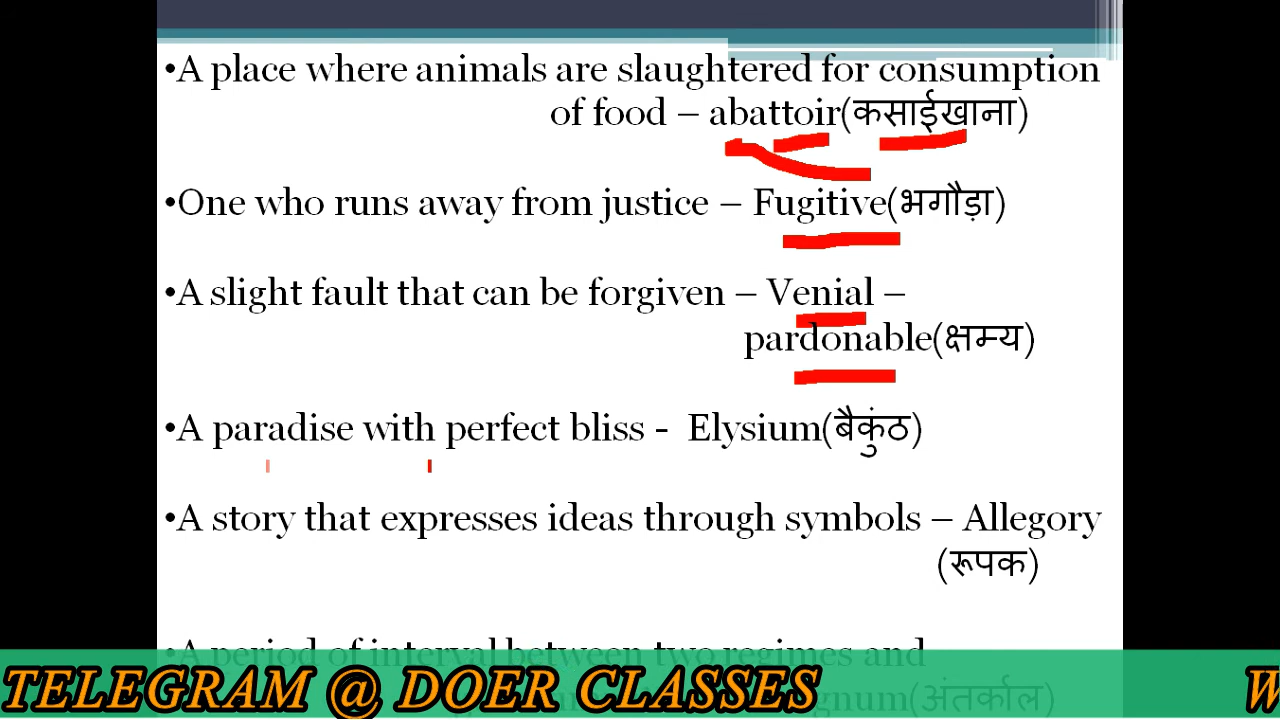 •A place where animals are slaughtered for consumption
of food – abattoir(कसाईखाना)
•One who runs away from justice – Fugitive(भगौड़ा)
•A slight fault that can be forgiven – Venial –
pardonable(क्षम्य)
•A paradise with perfect bliss - Elysium(बैकुंठ)
•A story that expresses ideas through symbols – Allegory
(रूपक)
•A period of interval between two regimes and
gnum(अंतर्काल)
TELEGRAM @ DOER CLASSES W